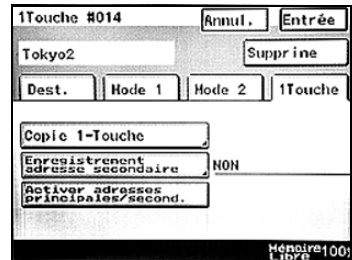 1Touche #014
Annul.
Entrée
Tokyo2
Supprine
Dest.
Mode 1
Mode 2
1Touche
Copie 1-Touche
Enregistrement
adresse secondaire
NON
Activer adresses
principales/second.
Mémoire
Libre 100%